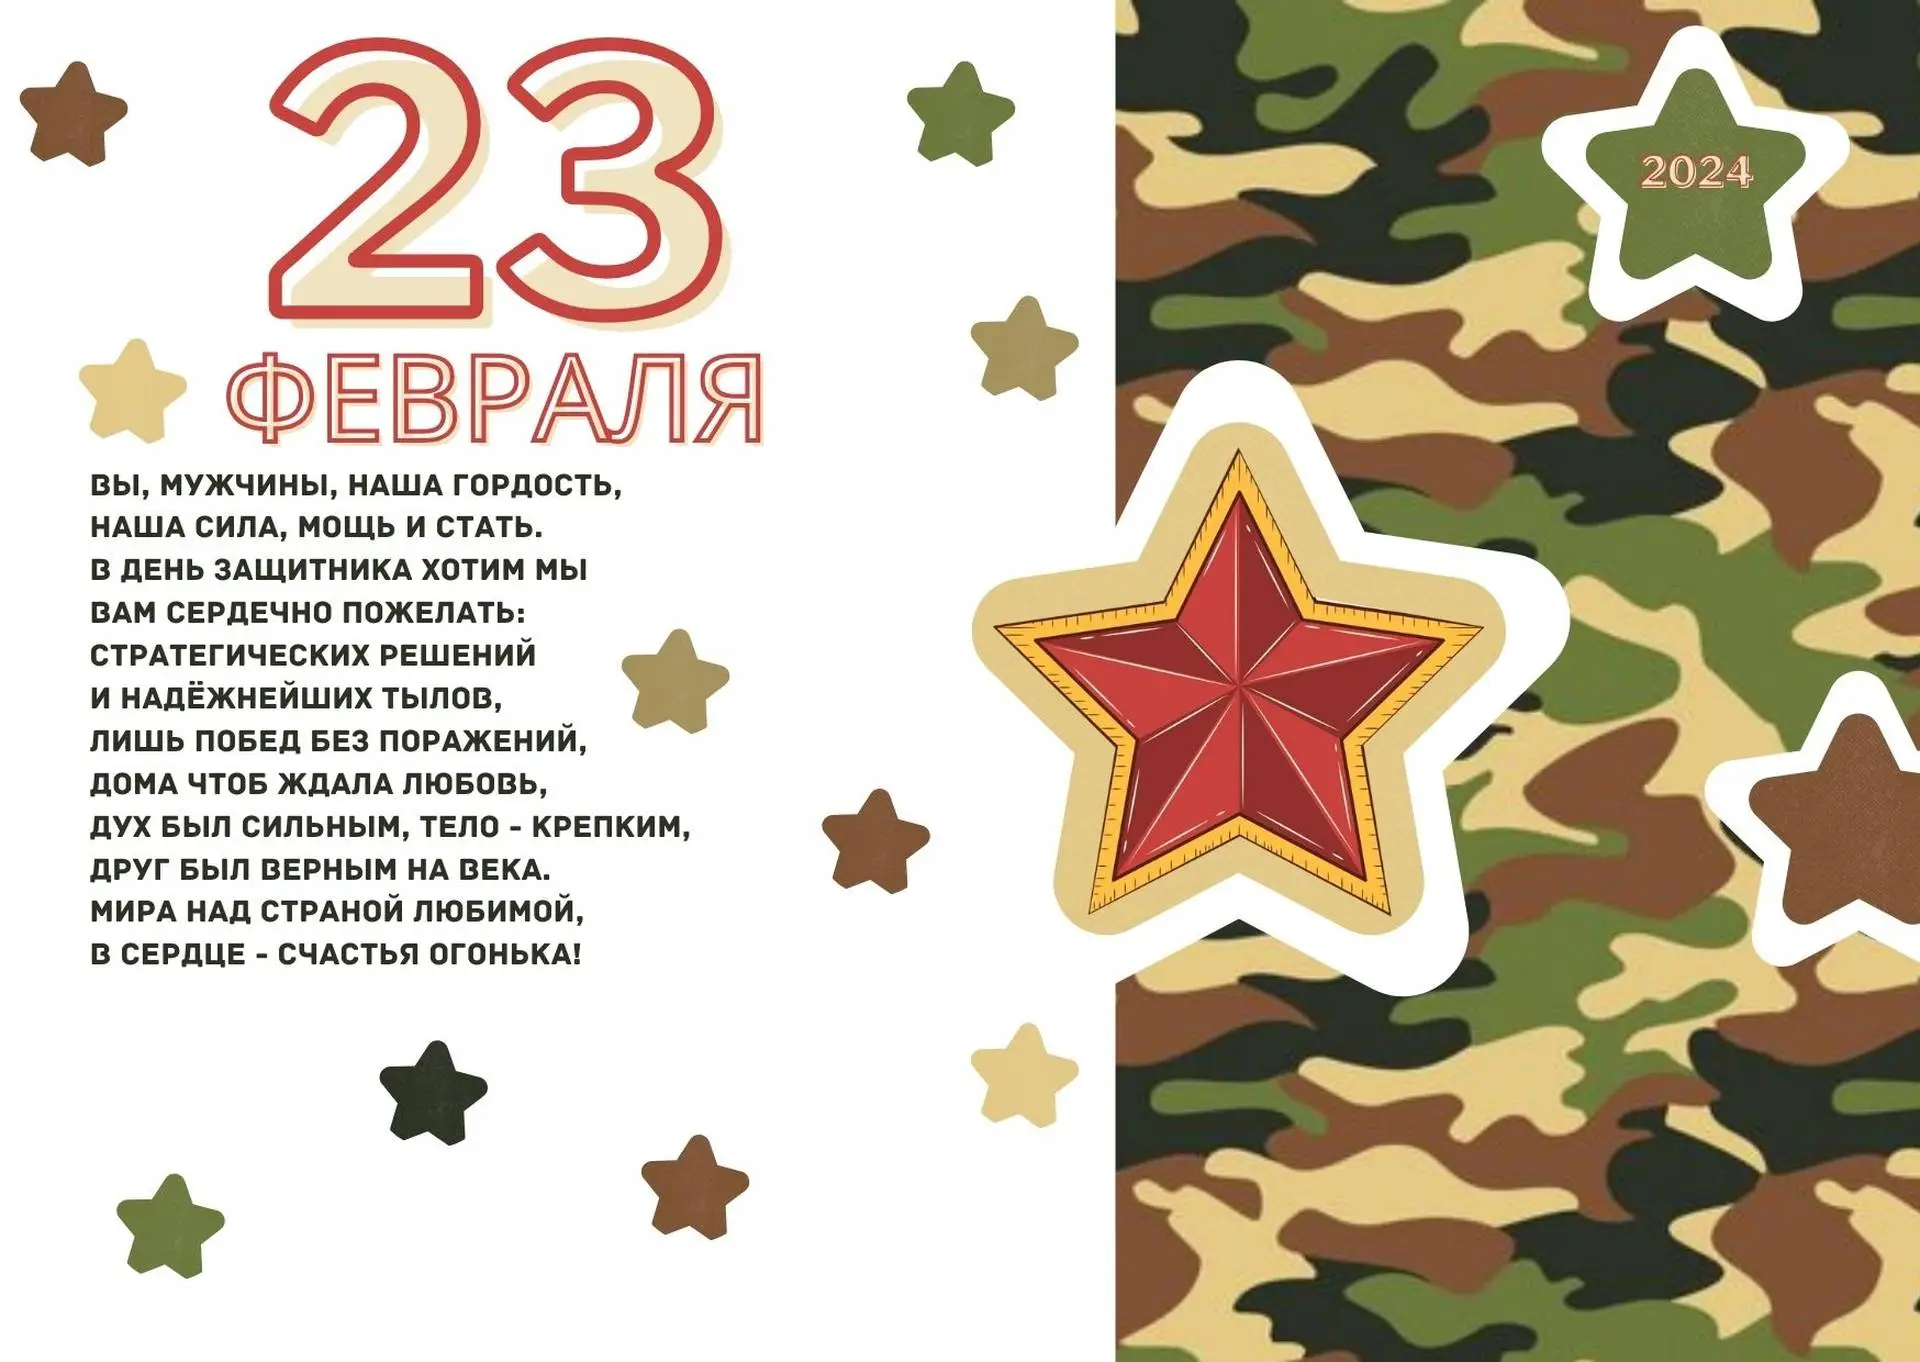 23
ФЕВРАЛЯ
ВЫ, МУЖЧИНЫ, НАША ГОРДОСТЬ,
НАША СИЛА, МОЩЬ И СТАТЬ.
В ДЕНЬ ЗАЩИТНИКА ХОТИМ МЫ
ВАМ СЕРДЕЧНО ПОЖЕЛАТЬ:
СТРАТЕГИЧЕСКИХ РЕШЕНИЙ
И НАДЁЖНЕЙШИХ ТЫЛОВ,
ЛИШЬ ПОБЕД БЕЗ ПОРАЖЕНИЙ,
ДОМА ЧТОБ ЖДАЛА ЛЮБОВЬ,
ДУХ БЫЛ СИЛЬНЫМ, ТЕЛО - КРЕПКИМ,
ДРУГ БЫЛ ВЕРНЫМ НА ВЕКА.
МИРА НАД СТРАНОЙ ЛЮБИМОЙ,
В СЕРДЦЕ - СЧАСТЬЯ ОГОНЬКА!
2024